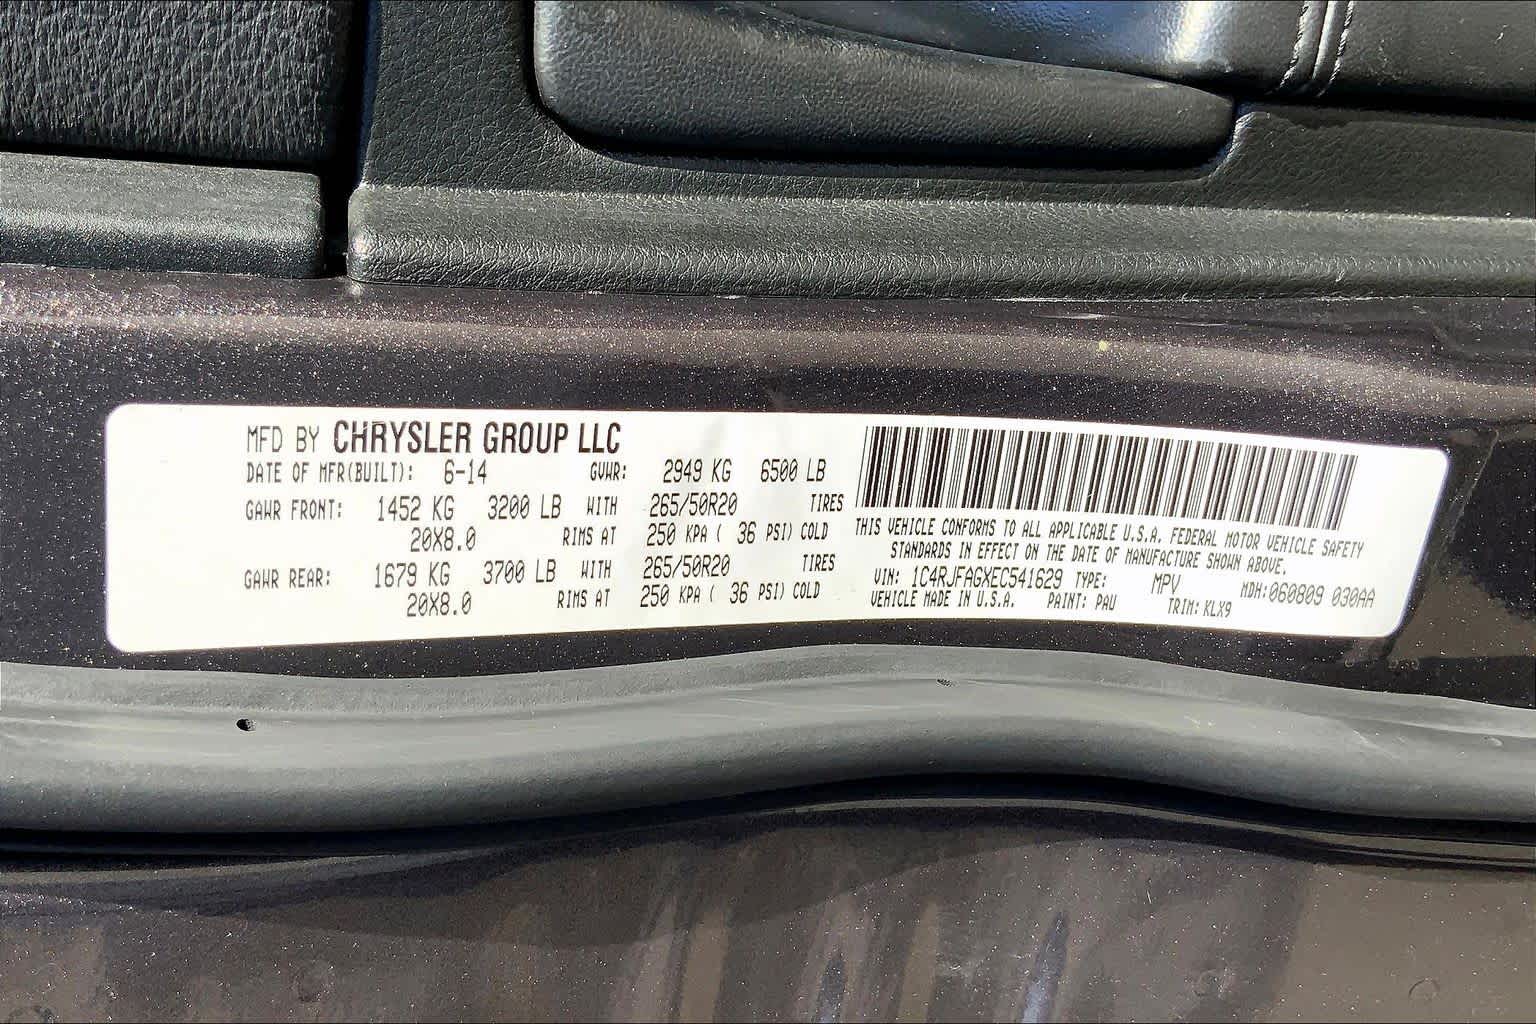 MFD BY CHRYSLER GROUP LLC
DATE OF MFR(BUILT): 6-14 GVWR: 2949 KG 6500 LB
GAWR FRONT: 1452 KG 3200 LB WITH 265/50R20 TIRES
20X8.0 RIMS AT 250 KPA ( 36 PSI) COLD
GAWR REAR: 1679 KG 3700 LB WITH 265/50R20 TIRES
20X8.0 RIMS AT 250 KPA ( 36 PSI) COLD
THIS VEHICLE CONFORMS TO ALL APPLICABLE U.S.A. FEDERAL MOTOR VEHICLE SAFETY
STANDARDS IN EFFECT ON THE DATE OF MANUFACTURE SHOWN ABOVE.
VIN: 1C4RJFAGXEC541629 TYPE: MPV MDH:060809 030AA
VEHICLE MADE IN U.S.A. PAINT: PAU TRIM: KLX9